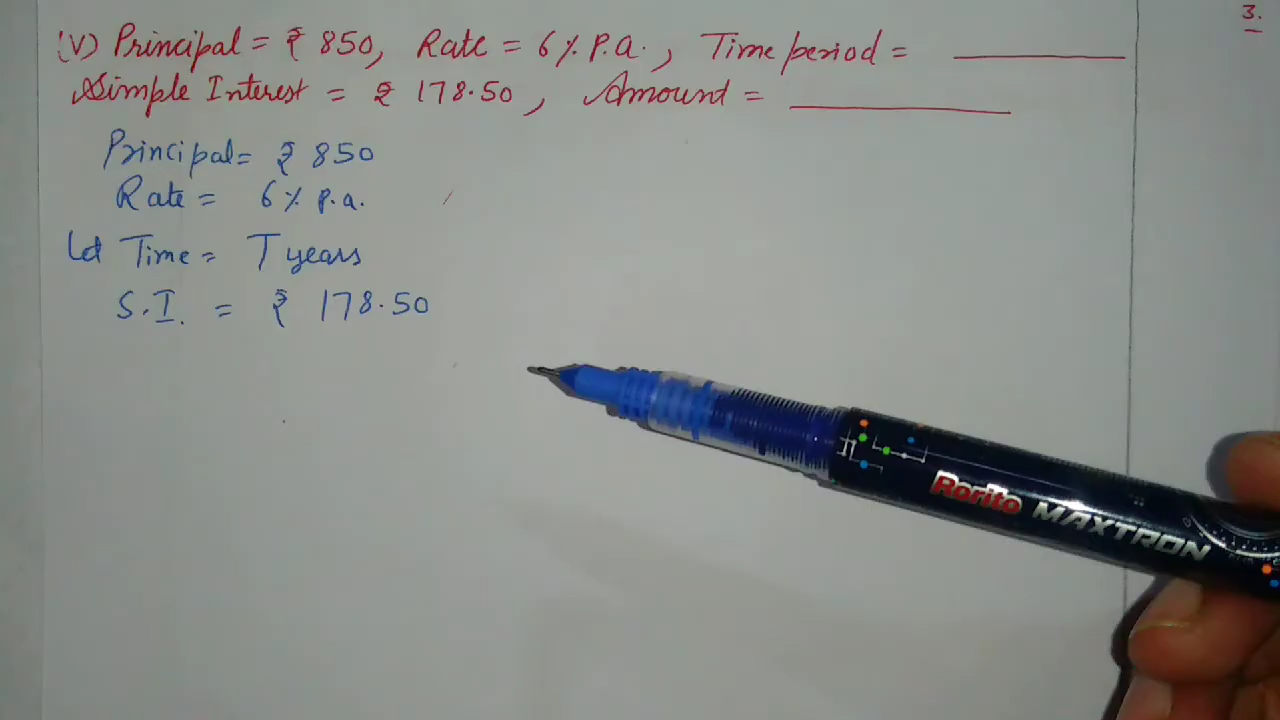 (V) Principal = ₹ 850, Rate = 6% P.a., Time period = ________
Simple Interest = ₹ 178.50, Amount = ________
Principal = ₹ 850
Rate = 6% p.a.
Let Time = T years
S.I. = ₹ 178.50
3.
Rorito MAXTRON